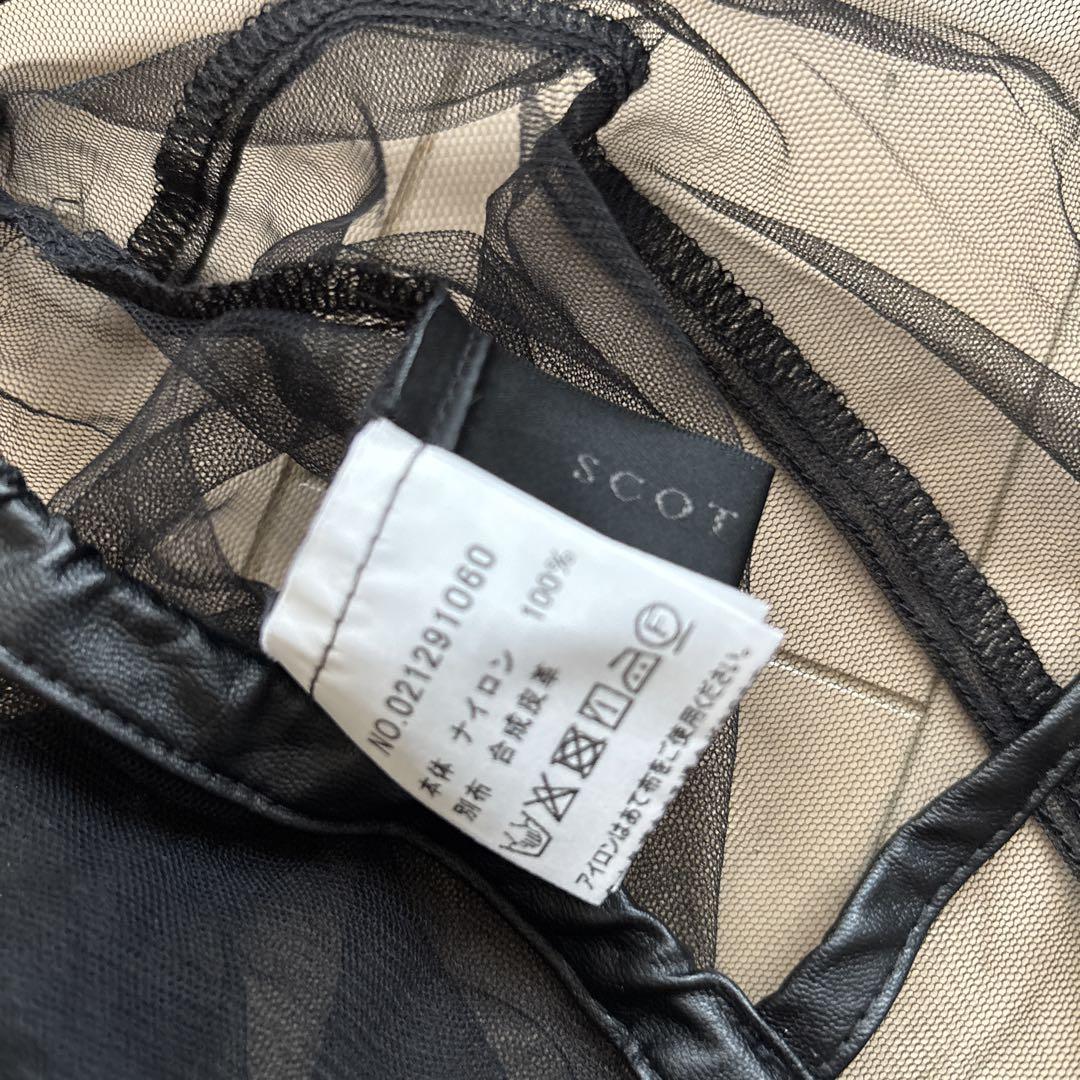 SCOT
NO.021291060
本体 ナイロン 100%
別布 合成皮革
F
アイロンはあて布をご使用ください。